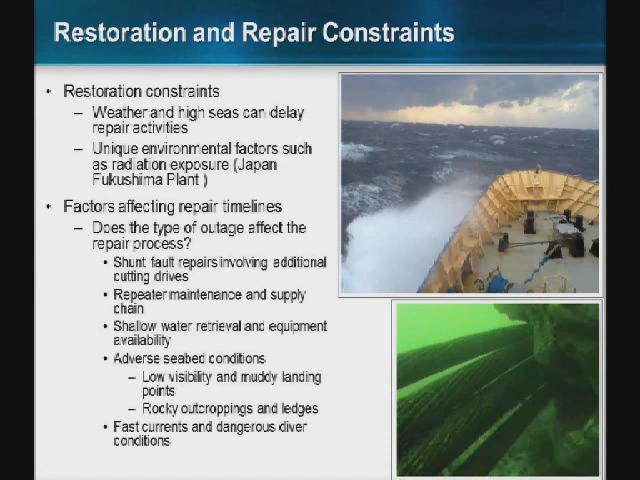 Restoration and Repair Constraints
• Restoration constraints
– Weather and high seas can delay
repair activities
– Unique environmental factors such
as radiation exposure (Japan
Fukushima Plant )
• Factors affecting repair timelines
– Does the type of outage affect the
repair process?
• Shunt fault repairs involving additional
cutting drives
• Repeater maintenance and supply
chain
• Shallow water retrieval and equipment
availability
• Adverse seabed conditions
– Low visibility and muddy landing
points
– Rocky outcroppings and ledges
• Fast currents and dangerous diver
conditions